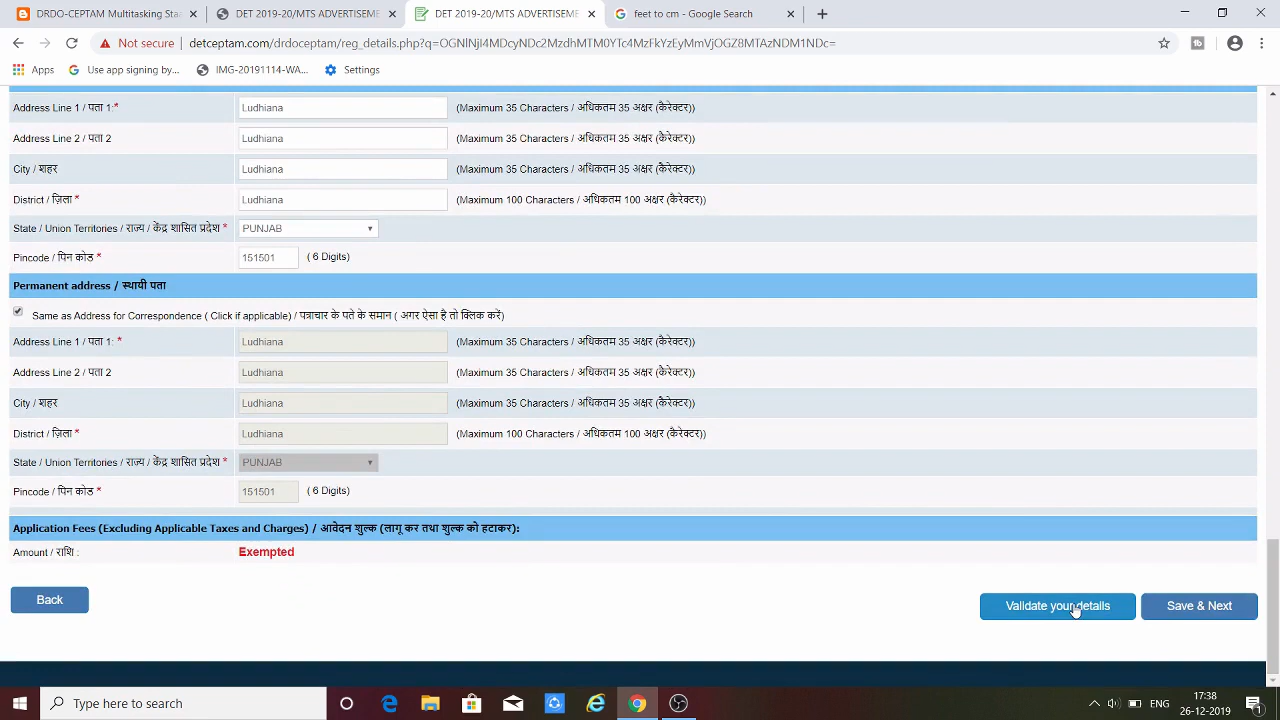 DRDO-CEPTAM Multitasking Sta
DET 2019-20/MTS ADVERTISEME
DET 2019-20/MTS ADVERTISEME
feet to cm - Google Search
Not secure
detceptam.com/drdoceptam/reg_details.php?q=OGNlNjI4MDcyNDc2MzdhMTM0YTc4MzFkYzEyMmVjOGZ8MTAzNDM1NDc=
Apps
Use app signing by...
IMG-20191114-WA...
Settings
Address Line 1 / पता 1:* Ludhiana (Maximum 35 Characters / अधिकतम 35 अक्षर (कैरेक्टर))
Address Line 2 / पता 2 Ludhiana (Maximum 35 Characters / अधिकतम 35 अक्षर (कैरेक्टर))
City / शहर Ludhiana (Maximum 35 Characters / अधिकतम 35 अक्षर (कैरेक्टर))
District / ज़िला * Ludhiana (Maximum 100 Characters / अधिकतम 100 अक्षर (कैरेक्टर))
State / Union Territories / राज्य / केंद्र शासित प्रदेश * PUNJAB
Pincode / पिन कोड * 151501 ( 6 Digits)
Permanent address / स्थायी पता
Same as Address for Correspondence ( Click if applicable) / पत्राचार के पते के समान ( अगर ऐसा है तो क्लिक करें)
Address Line 1 / पता 1: * Ludhiana (Maximum 35 Characters / अधिकतम 35 अक्षर (कैरेक्टर))
Address Line 2 / पता 2 Ludhiana (Maximum 35 Characters / अधिकतम 35 अक्षर (कैरेक्टर))
City / शहर Ludhiana (Maximum 35 Characters / अधिकतम 35 अक्षर (कैरेक्टर))
District / ज़िला * Ludhiana (Maximum 100 Characters / अधिकतम 100 अक्षर (कैरेक्टर))
State / Union Territories / राज्य / केंद्र शासित प्रदेश * PUNJAB
Pincode / पिन कोड * 151501 ( 6 Digits)
Application Fees (Excluding Applicable Taxes and Charges) / आवेदन शुल्क (लागू कर तथा शुल्क को हटाकर):
Amount / राशि : Exempted
Back
Validate your details
Save & Next
Type here to search
ENG
17:38
26-12-2019